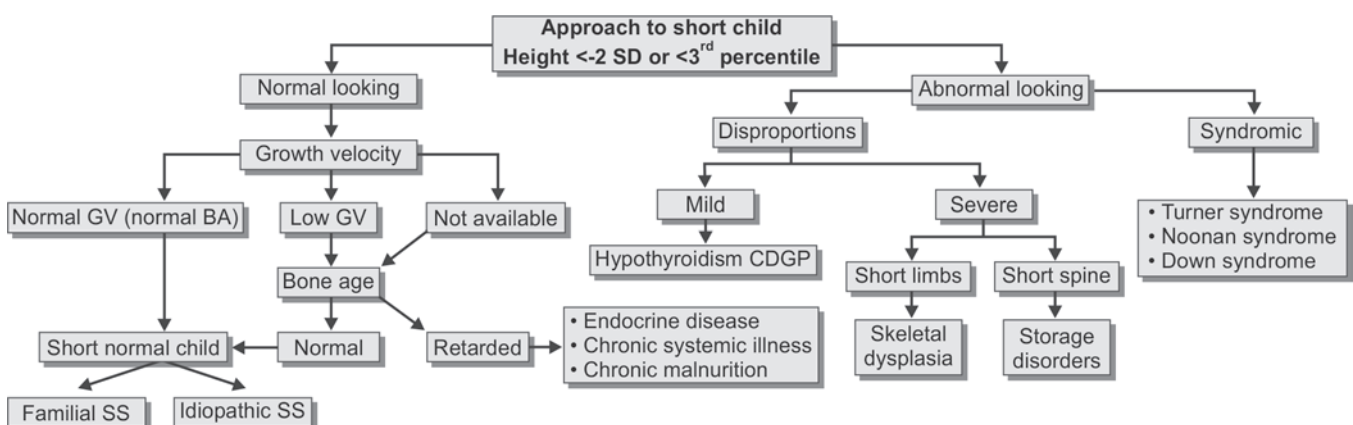 Approach to short child
Height <-2 SD or <3rd percentile
Normal looking
Abnormal looking
Growth velocity
Disproportions
Syndromic
Normal GV (normal BA)
Low GV
Not available
Mild
Severe
• Turner syndrome
• Noonan syndrome
• Down syndrome
Hypothyroidism CDGP
Bone age
Short limbs
Short spine
Short normal child
Normal
Retarded
• Endocrine disease
• Chronic systemic illness
• Chronic malnurition
Skeletal
dysplasia
Storage
disorders
Familial SS
Idiopathic SS